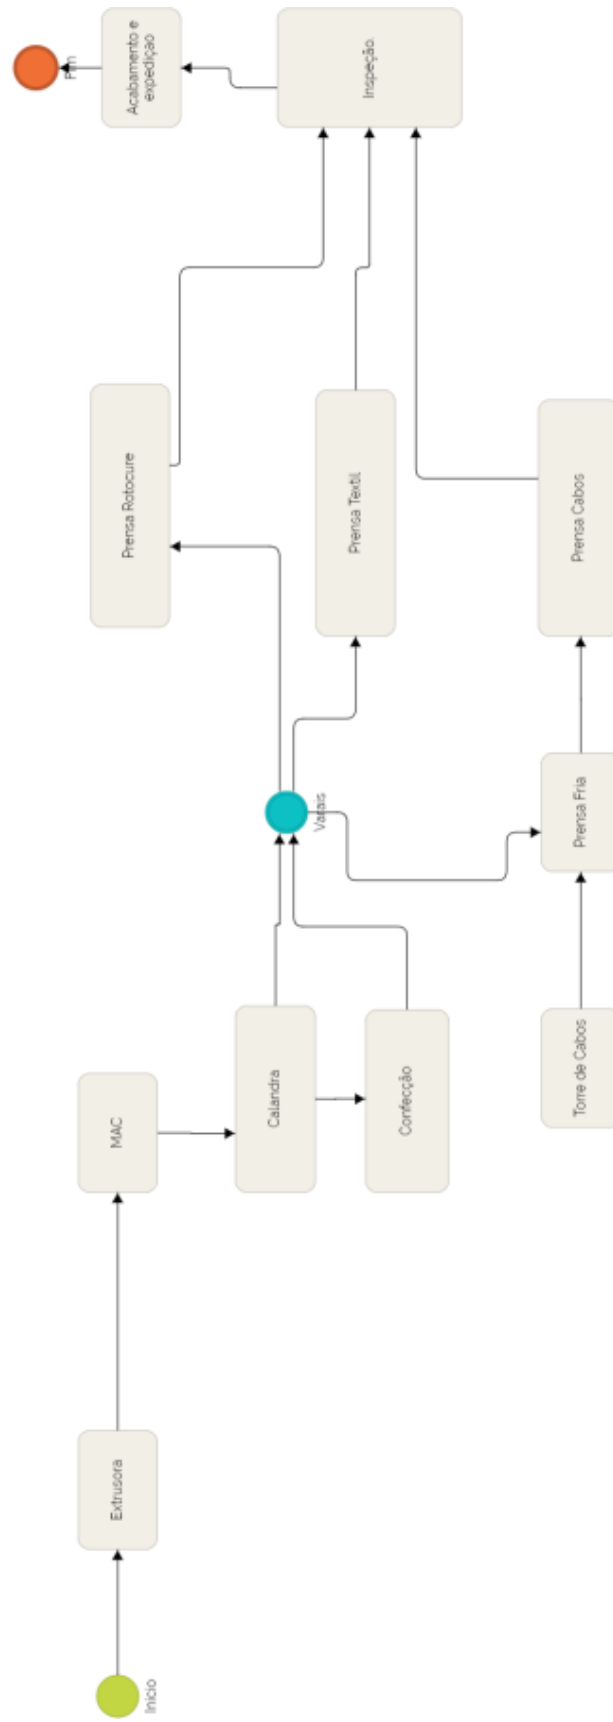 Início
Extrusora
MAC
Calandra
Confecção
Torre de Cabos
Varais
Prensa Fria
Prensa Rotocure
Prensa Textil
Prensa Cabos
Inspeção.
Acabamento e
expedição
Fim